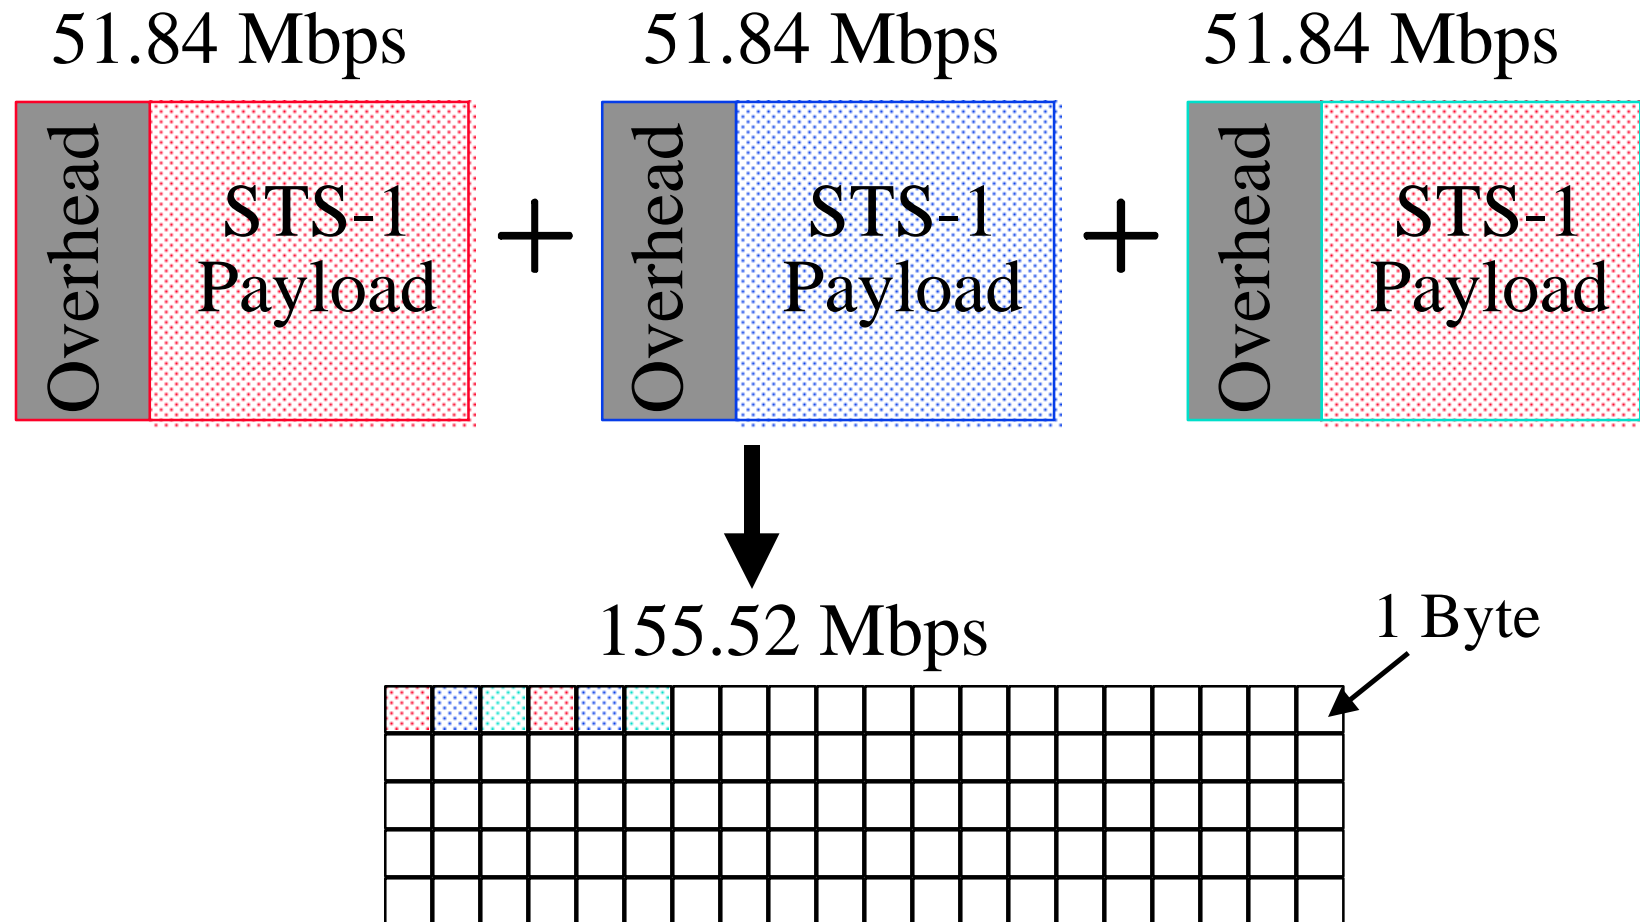 51.84 Mbps
51.84 Mbps
51.84 Mbps
Overhead
STS-1
Payload
+
Overhead
STS-1
Payload
+
Overhead
STS-1
Payload
155.52 Mbps
1 Byte